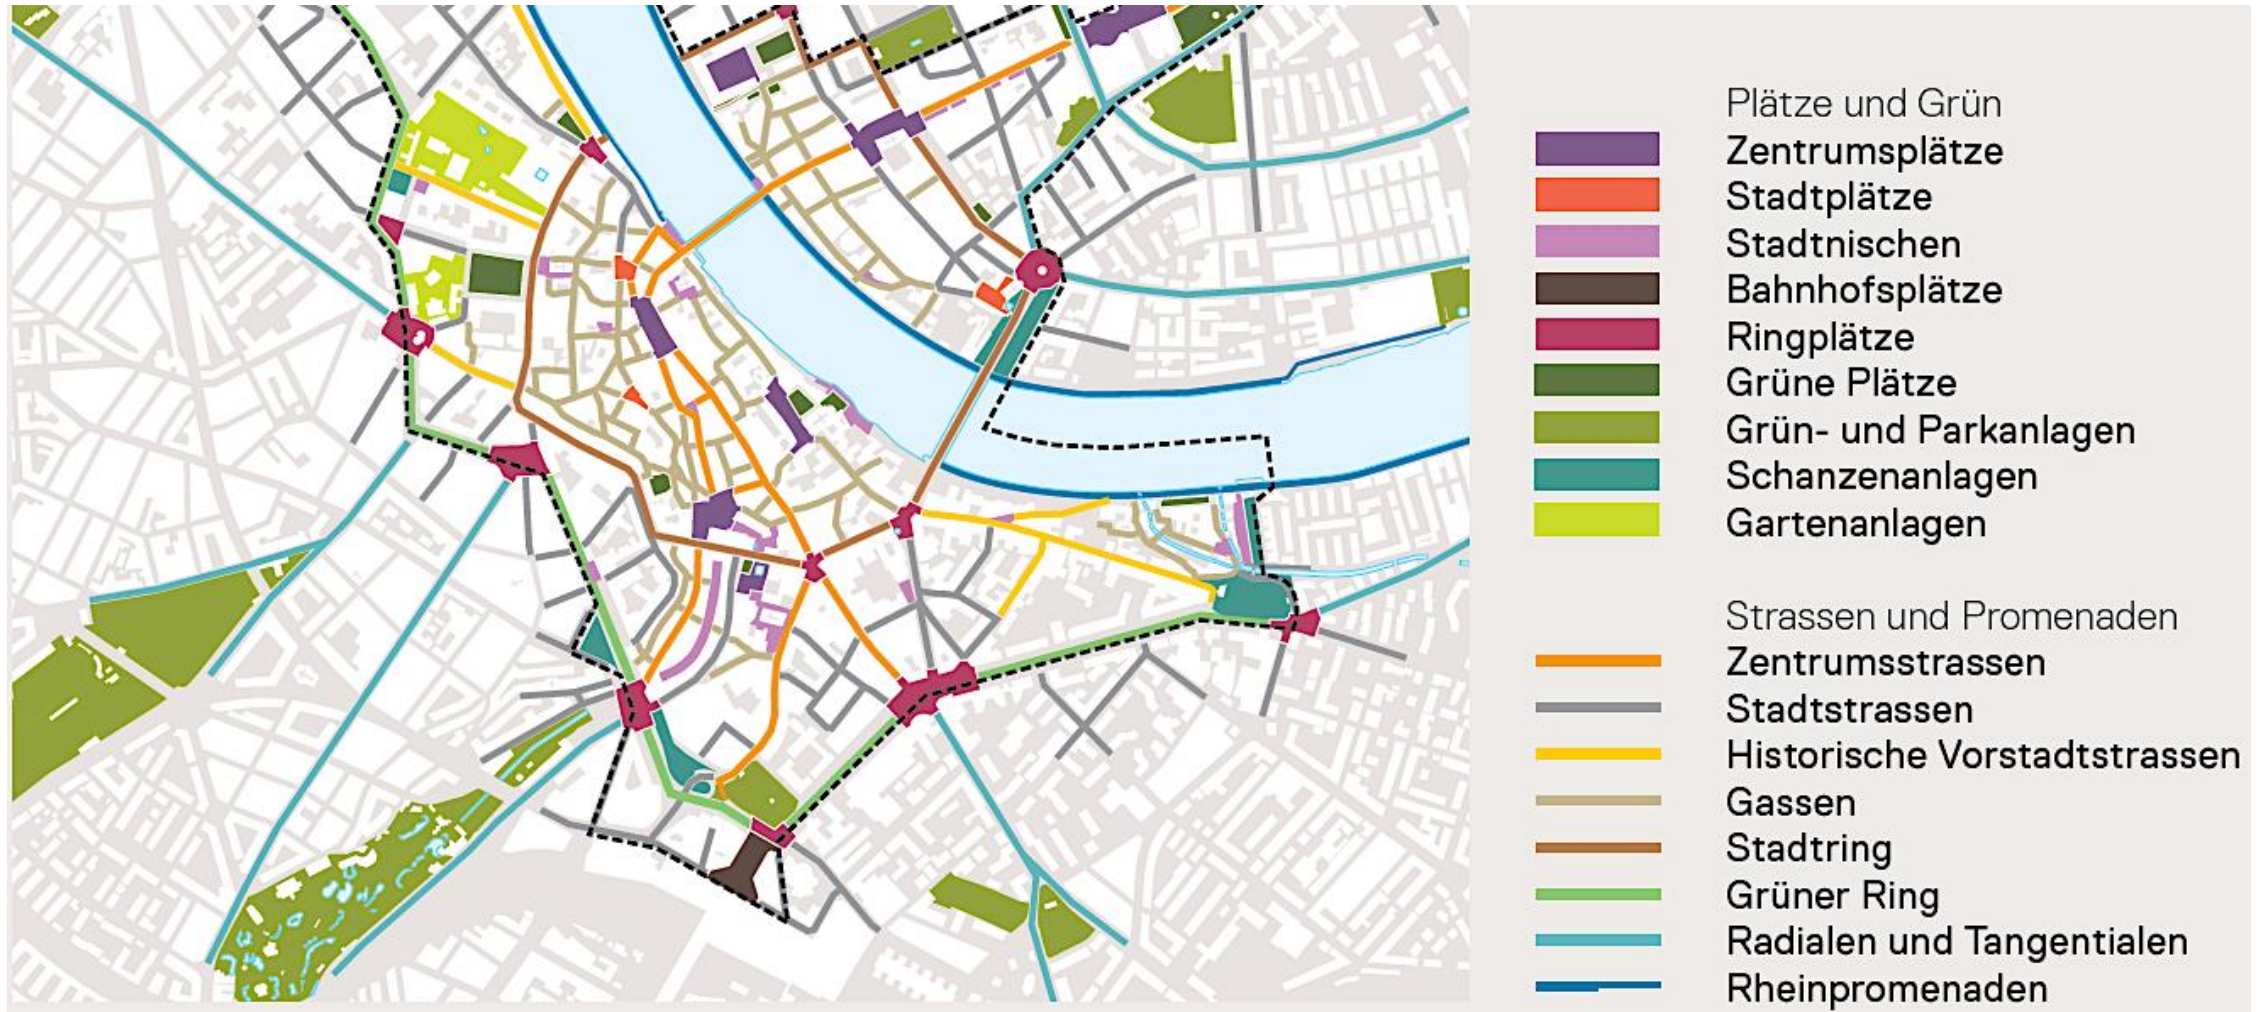 Plätze und Grün
Zentrumsplätze
Stadtplätze
Stadtnischen
Bahnhofsplätze
Ringplätze
Grüne Plätze
Grün- und Parkanlagen
Schanzenanlagen
Gartenanlagen
Strassen und Promenaden
Zentrumsstrassen
Stadtstrassen
Historische Vorstadtstrassen
Gassen
Stadtring
Grüner Ring
Radialen und Tangentialen
Rheinpromenaden